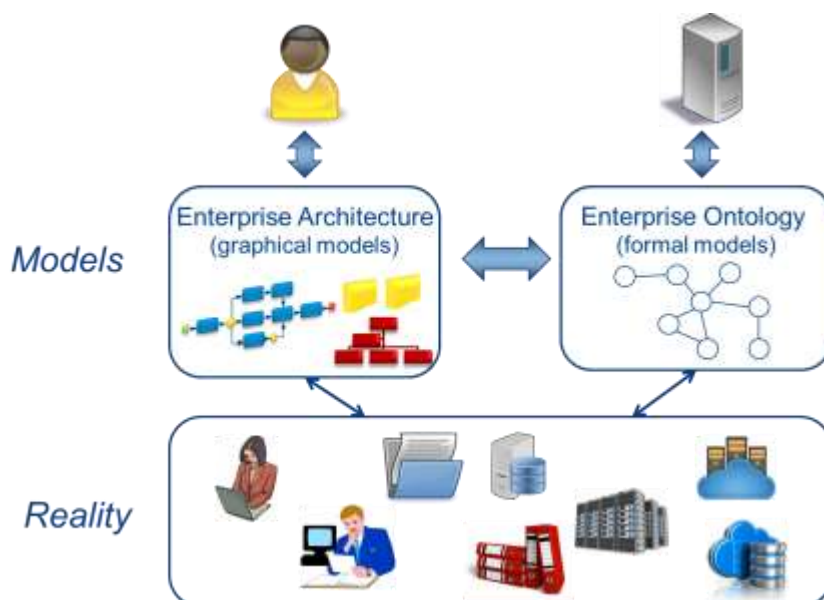 Enterprise Architecture
(graphical models)
Enterprise Ontology
(formal models)
Models
Reality